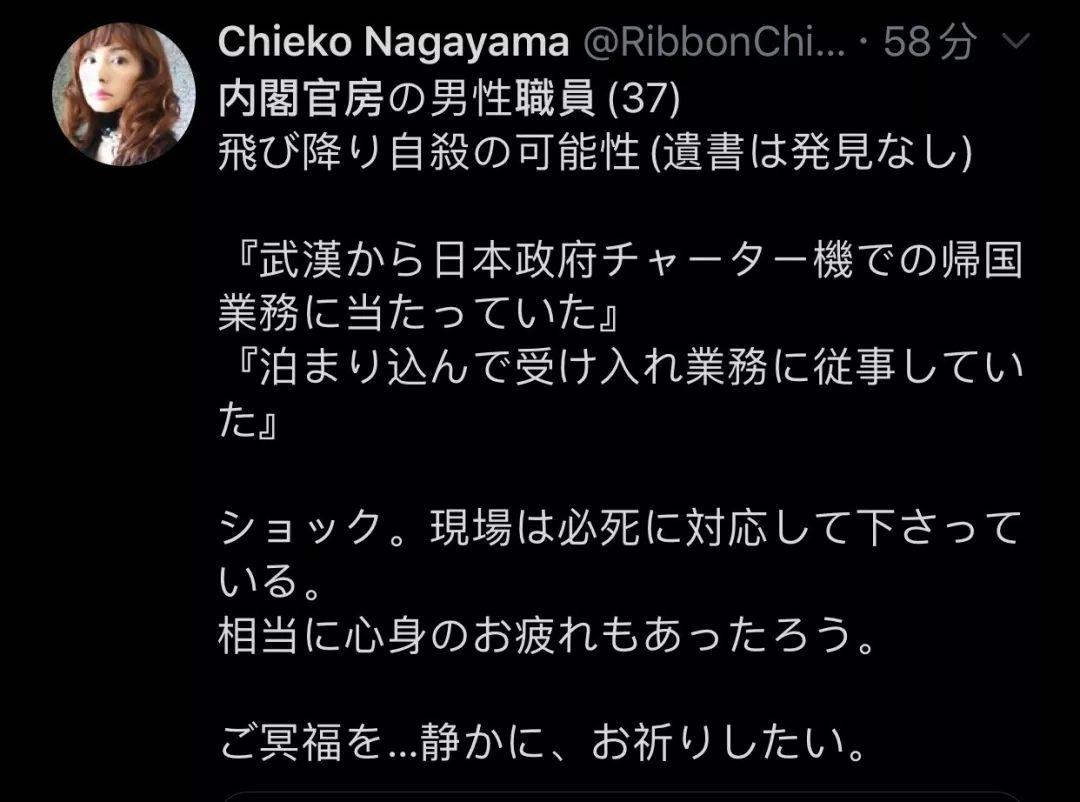 Chieko Nagayama @RibbonChi... · 58分
内閣官房の男性職員 (37)
飛び降り自殺の可能性 (遺書は発見なし)
『武漢から日本政府チャーター機での帰国
業務に当たっていた』
『泊まり込んで受け入れ業務に従事してい
た』
ショック。現場は必死に対応して下さって
いる。
相当に心身のお疲れもあったろう。
ご冥福を...静かに、お祈りしたい。